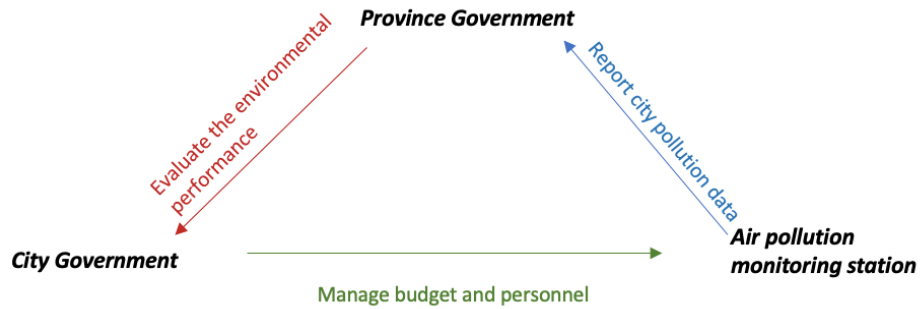 Province Government
Evaluate the environmental
performance
Report city pollution data
City Government
Air pollution
monitoring station
Manage budget and personnel